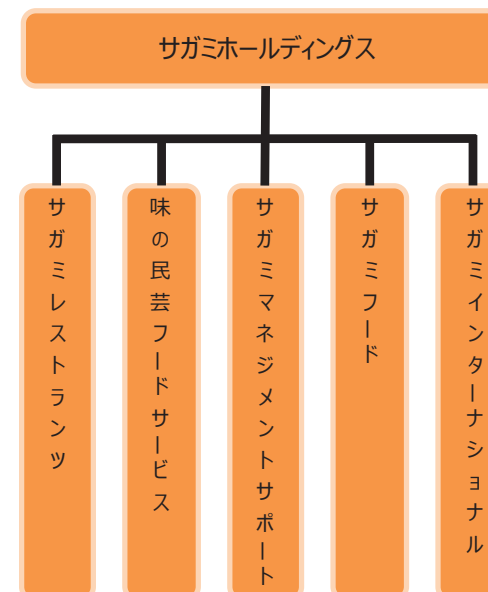 サガミホールディングス
サガミレストランツ
味の民芸フードサービス
サガミマネジメントサポート
サガミフード
サガミインターナショナル